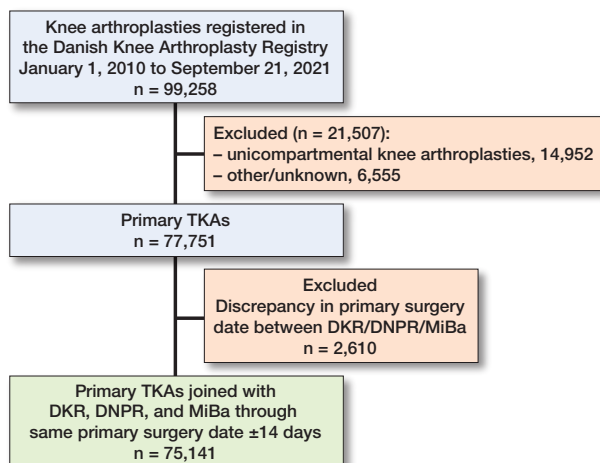 Knee arthroplasties registered in
the Danish Knee Arthroplasty Registry
January 1, 2010 to September 21, 2021
n = 99,258
Excluded (n = 21,507):
– unicompartmental knee arthroplasties, 14,952
– other/unknown, 6,555
Primary TKAs
n = 77,751
Excluded
Discrepancy in primary surgery
date between DKR/DNPR/MiBa
n = 2,610
Primary TKAs joined with
DKR, DNPR, and MiBa through
same primary surgery date ±14 days
n = 75,141